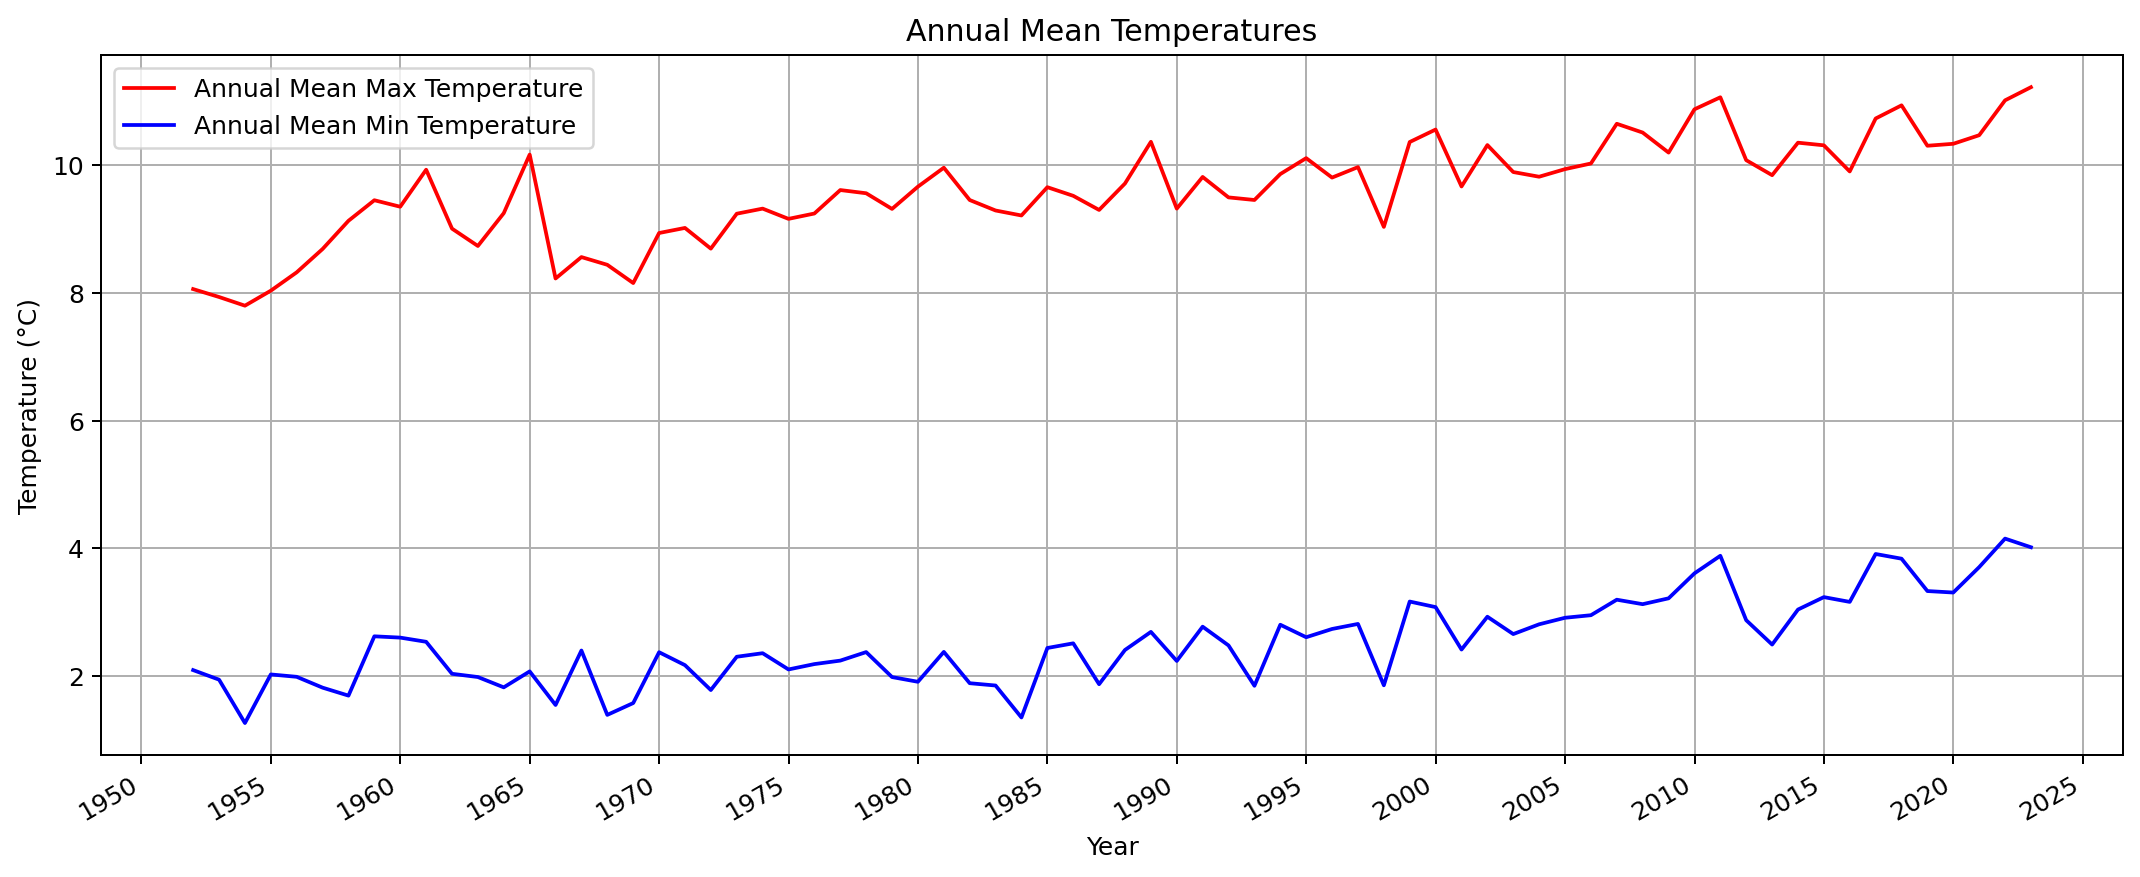 Annual Mean Temperatures
Annual Mean Max Temperature
Annual Mean Min Temperature
Temperature (°C)
10
8
6
4
2
1950 1955 1960 1965 1970 1975 1980 1985 1990 1995 2000 2005 2010 2015 2020 2025
Year